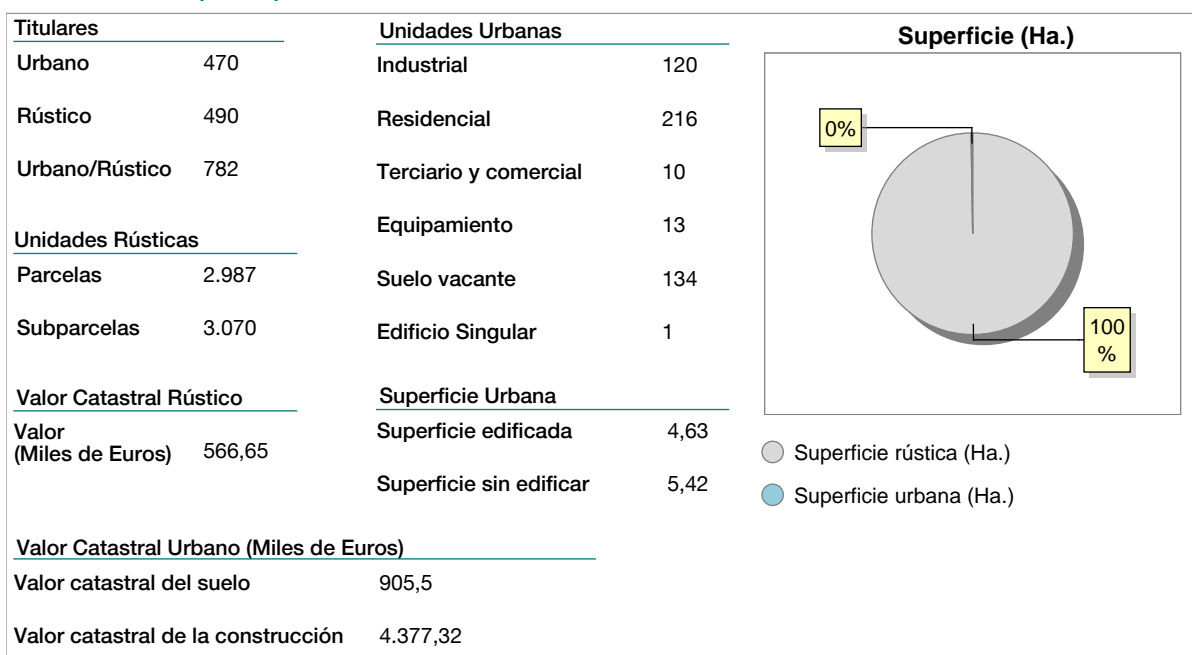 Titulares
Urbano 470
Rústico 490
Urbano/Rústico 782
Unidades Rústicas
Parcelas 2.987
Subparcelas 3.070
Valor Catastral Rústico
Valor
(Miles de Euros) 566,65
Unidades Urbanas
Industrial 120
Residencial 216
Terciario y comercial 10
Equipamiento 13
Suelo vacante 134
Edificio Singular 1
Superficie Urbana
Superficie edificada 4,63
Superficie sin edificar 5,42
Superficie (Ha.)
0%
100
%
Superficie rústica (Ha.)
Superficie urbana (Ha.)
Valor Catastral Urbano (Miles de Euros)
Valor catastral del suelo 905,5
Valor catastral de la construcción 4.377,32